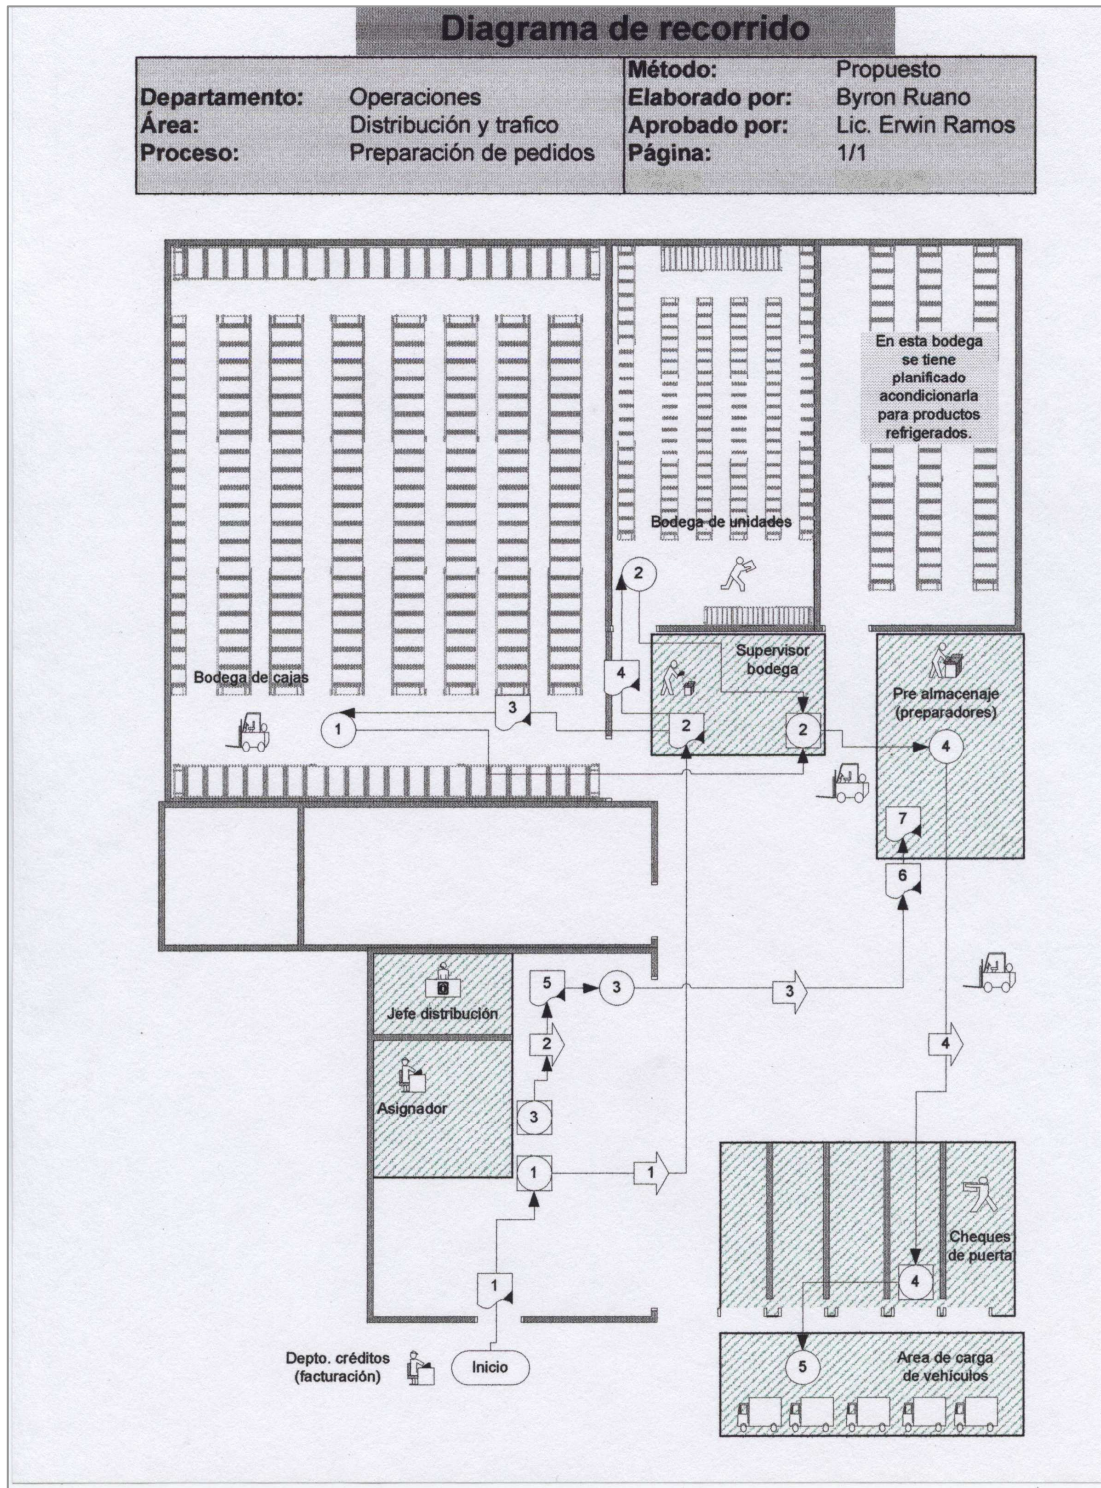 Diagrama de recorrido
Departamento: Operaciones
Área: Distribución y trafico
Proceso: Preparación de pedidos
Método: Propuesto
Elaborado por: Byron Ruano
Aprobado por: Lic. Erwin Ramos
Página: 1/1
En esta bodega
se tiene
planificado
acondicionarla
para productos
refrigerados.
Bodega de unidades
2
Supervisor
bodega
4
Bodega de cajas
3
1
2
2
Pre almacenaje
(preparadores)
4
7
6
Jefe distribución
5
3
3
2
4
Asignador
3
1
1
Cheques
de puerta
4
1
Depto. créditos
(facturación)
Inicio
5
Area de carga
de vehículos